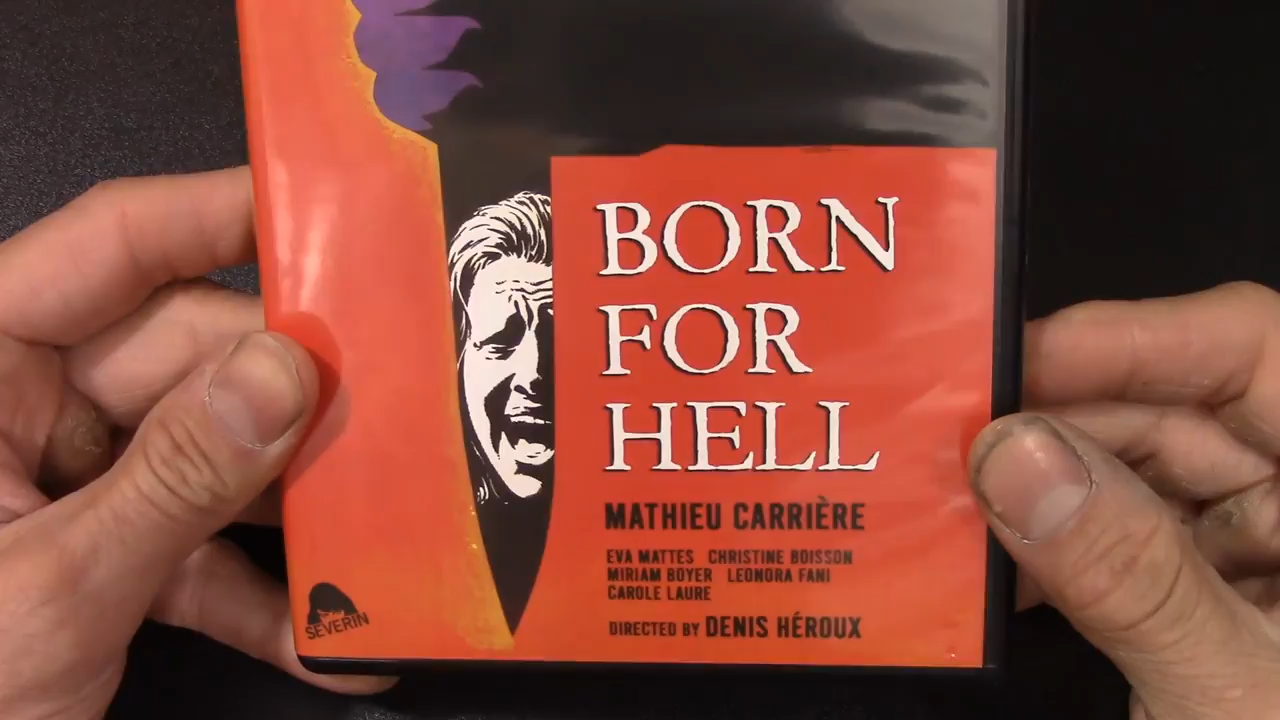 BORN
FOR
HELL
MATHIEU CARRIÈRE
EVA MATTES CHRISTINE BOISSON
MIRIAM BOYER LEONORA FANI
CAROLE LAURE
DIRECTED BY DENIS HÉROUX
SEVERIN